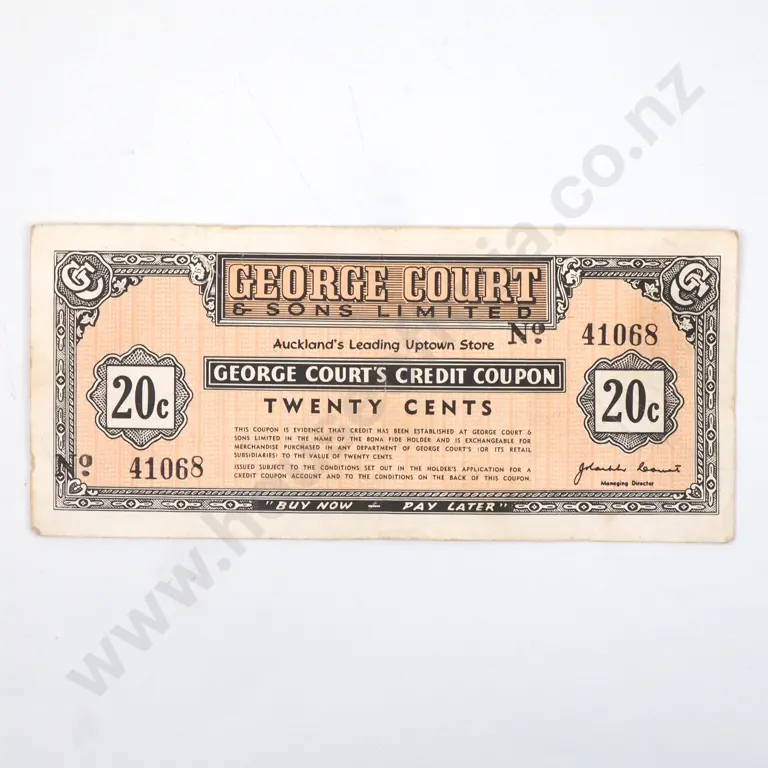 GC
GC
GEORGE COURT
& SONS LIMITED
Auckland's Leading Uptown Store
Nº 41068
GEORGE COURT'S CREDIT COUPON
20c
20c
TWENTY CENTS
THIS COUPON IS EVIDENCE THAT CREDIT HAS BEEN ESTABLISHED AT GEORGE COURT &
SONS LIMITED IN THE NAME OF THE BONA FIDE HOLDER AND IS EXCHANGEABLE FOR
MERCHANDISE PURCHASED IN ANY DEPARTMENT OF GEORGE COURT'S (OR ITS RETAIL
SUBSIDIARIES) TO THE VALUE OF TWENTY CENTS.
ISSUED SUBJECT TO THE CONDITIONS SET OUT IN THE HOLDER'S APPLICATION FOR A
CREDIT COUPON ACCOUNT AND TO THE CONDITIONS ON THE BACK OF THIS COUPON.
Nº 41068
Managing Director
"BUY NOW — PAY LATER"